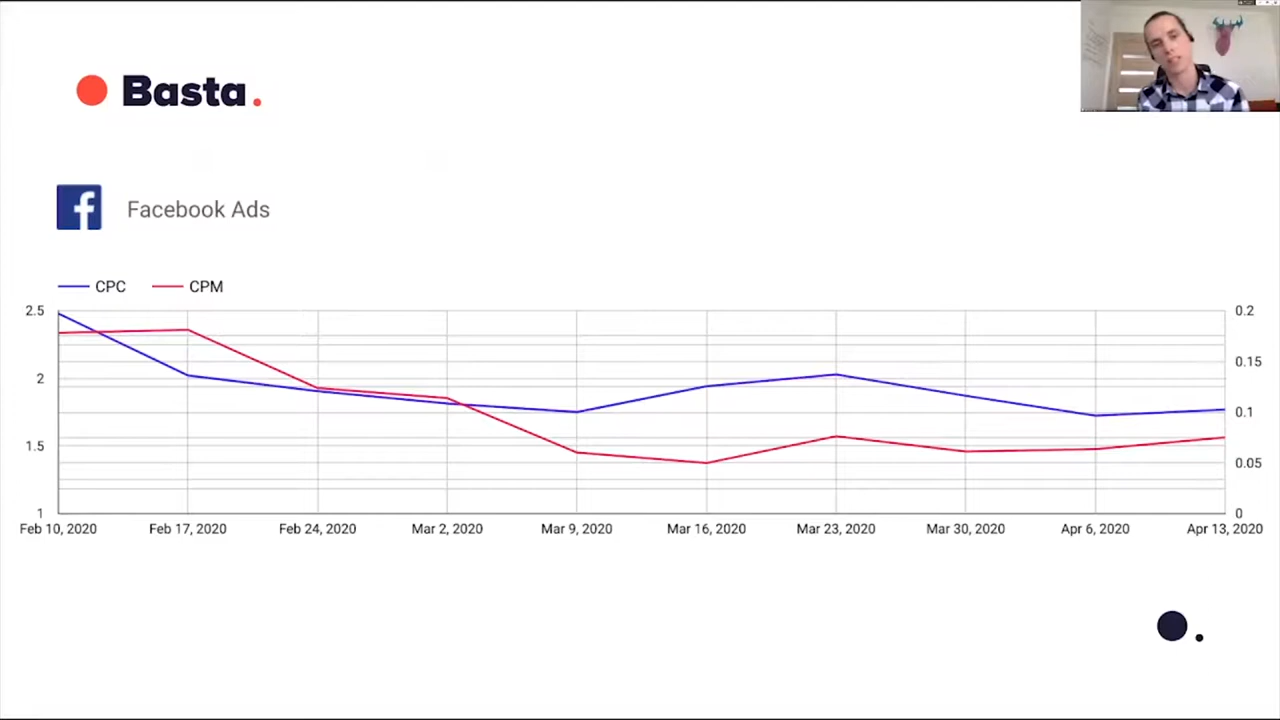 Basta.
Facebook Ads
CPC CPM
2.5 0.2
0.15
2
0.1
1.5
0.05
1 0
Feb 10, 2020 Feb 17, 2020 Feb 24, 2020 Mar 2, 2020 Mar 9, 2020 Mar 16, 2020 Mar 23, 2020 Mar 30, 2020 Apr 6, 2020 Apr 13, 2020